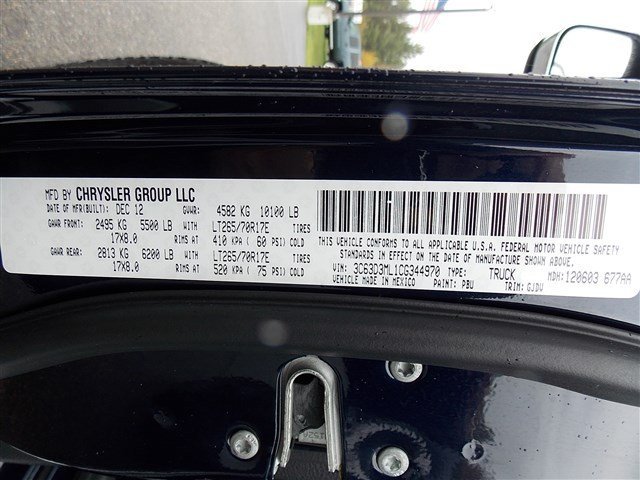 MFD BY CHRYSLER GROUP LLC
DATE OF MFR(BUILT): DEC 12 GVWR: 4582 KG 10100 LB
GAWR FRONT: 2495 KG 5500 LB WITH LT265/70R17E TIRES
17X8.0 RIMS AT 410 KPA ( 60 PSI) COLD
GAWR REAR: 2813 KG 6200 LB WITH LT265/70R17E TIRES
17X8.0 RIMS AT 520 KPA ( 75 PSI) COLD
THIS VEHICLE CONFORMS TO ALL APPLICABLE U.S.A. FEDERAL MOTOR VEHICLE SAFETY
STANDARDS IN EFFECT ON THE DATE OF MANUFACTURE SHOWN ABOVE.
VIN: 3C63D3ML1CG344970 TYPE: TRUCK MDH: 120603 677AA
VEHICLE MADE IN MEXICO PAINT: PBU TRIM: GJDV